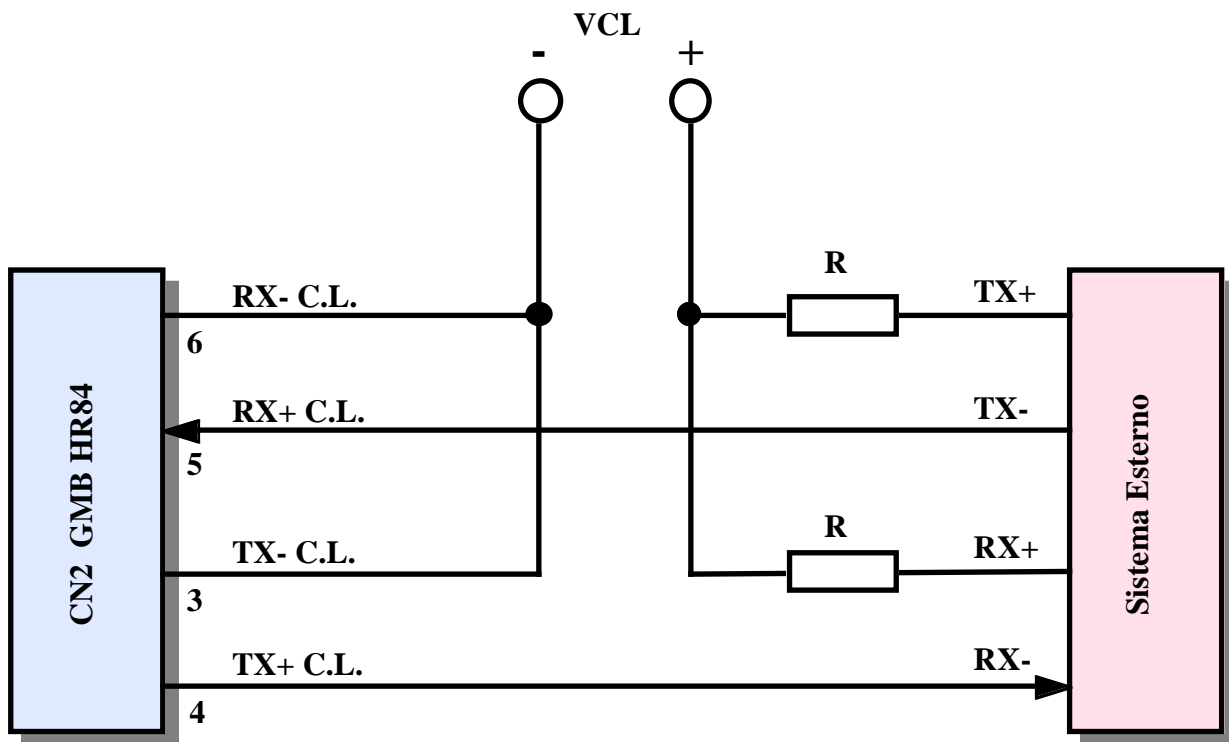 VCL
- +
R
RX- C.L.
TX+
6
RX+ C.L.
TX-
5
CN2 GMB HR84
Sistema Esterno
R
TX- C.L.
RX+
3
TX+ C.L.
RX-
4